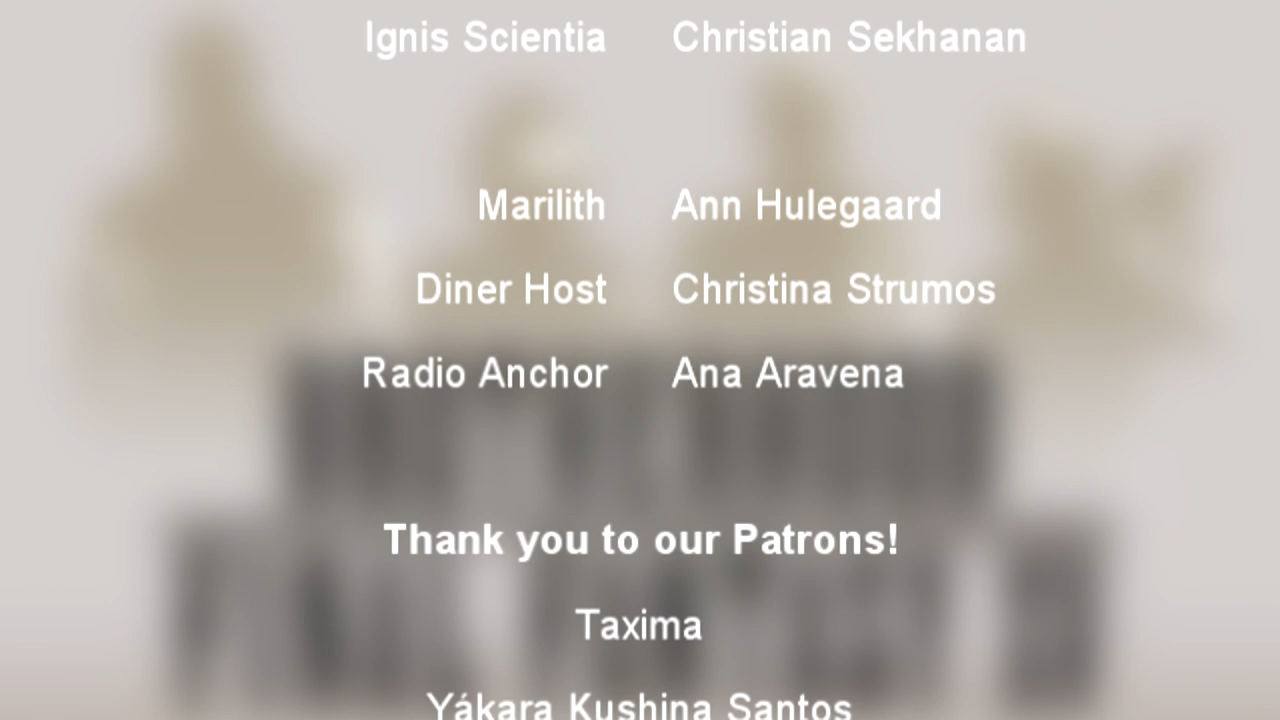 Ignis Scientia Christian Sekhanan
Marilith Ann Hulegaard
Diner Host Christina Strumos
Radio Anchor Ana Aravena
Thank you to our Patrons!
Taxima
Yákara Kushina Santos